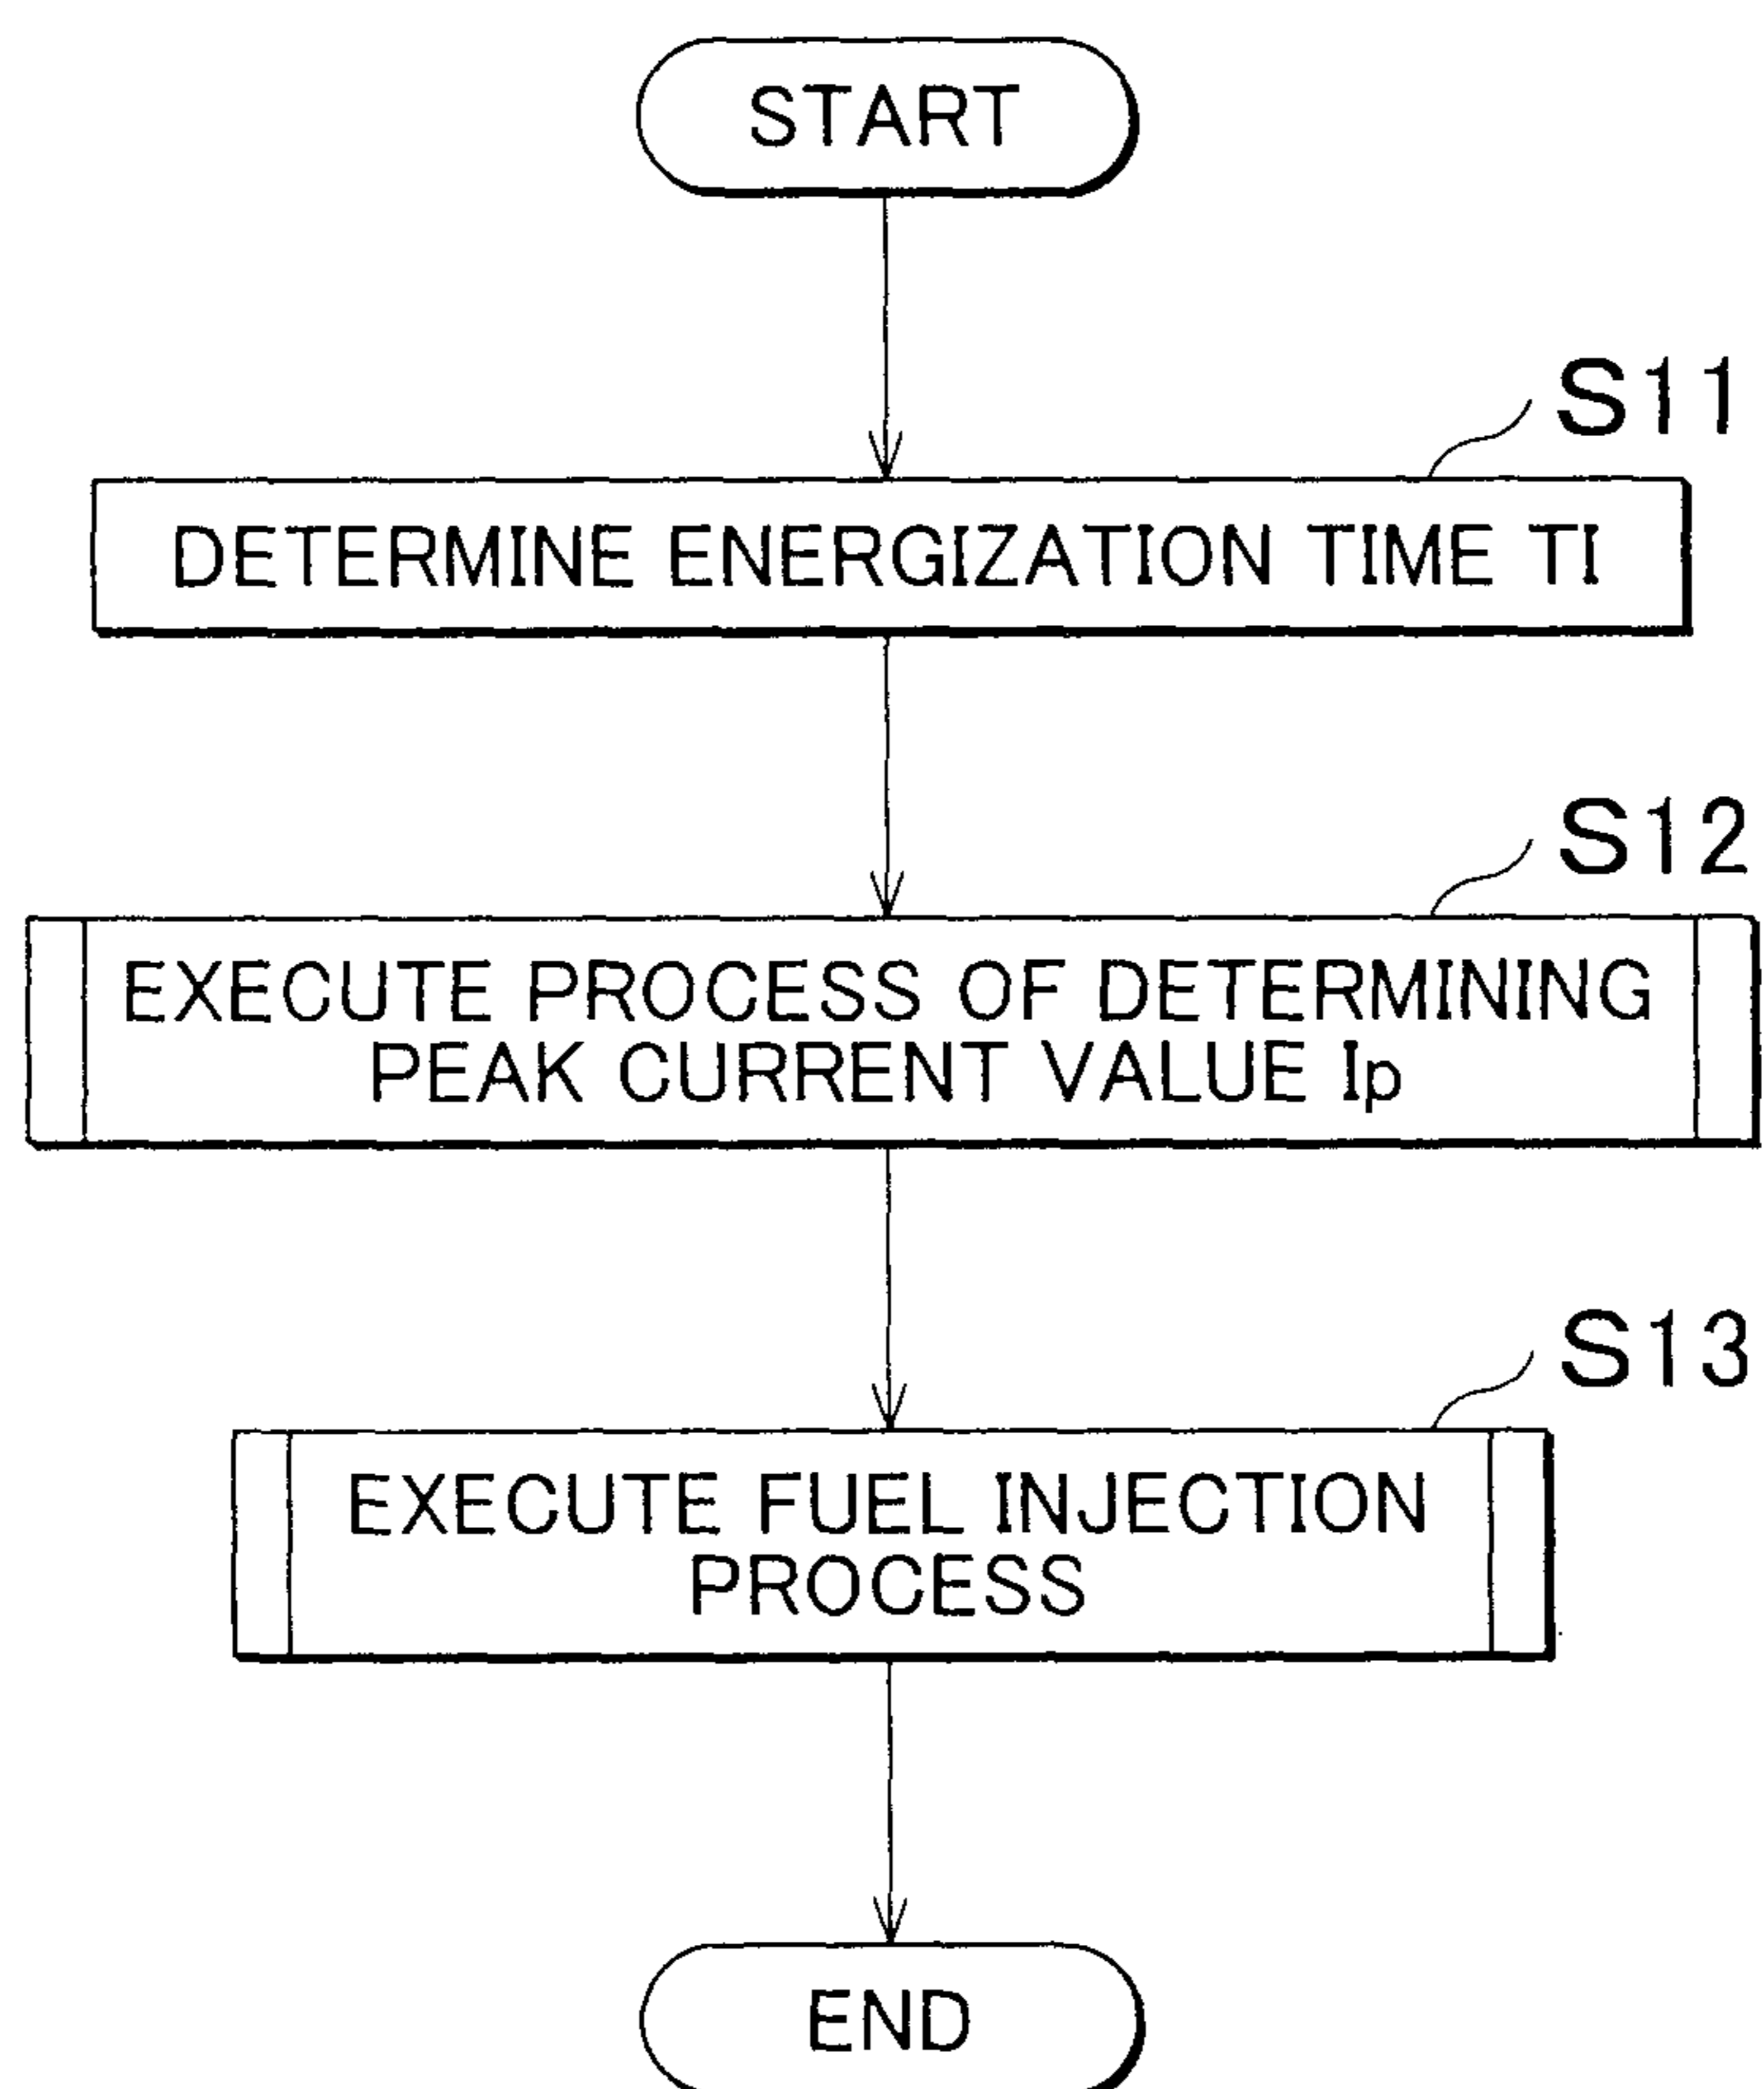 START
S11
DETERMINE ENERGIZATION TIME TI
S12
EXECUTE PROCESS OF DETERMINING
PEAK CURRENT VALUE Ip
S13
EXECUTE FUEL INJECTION
PROCESS
END